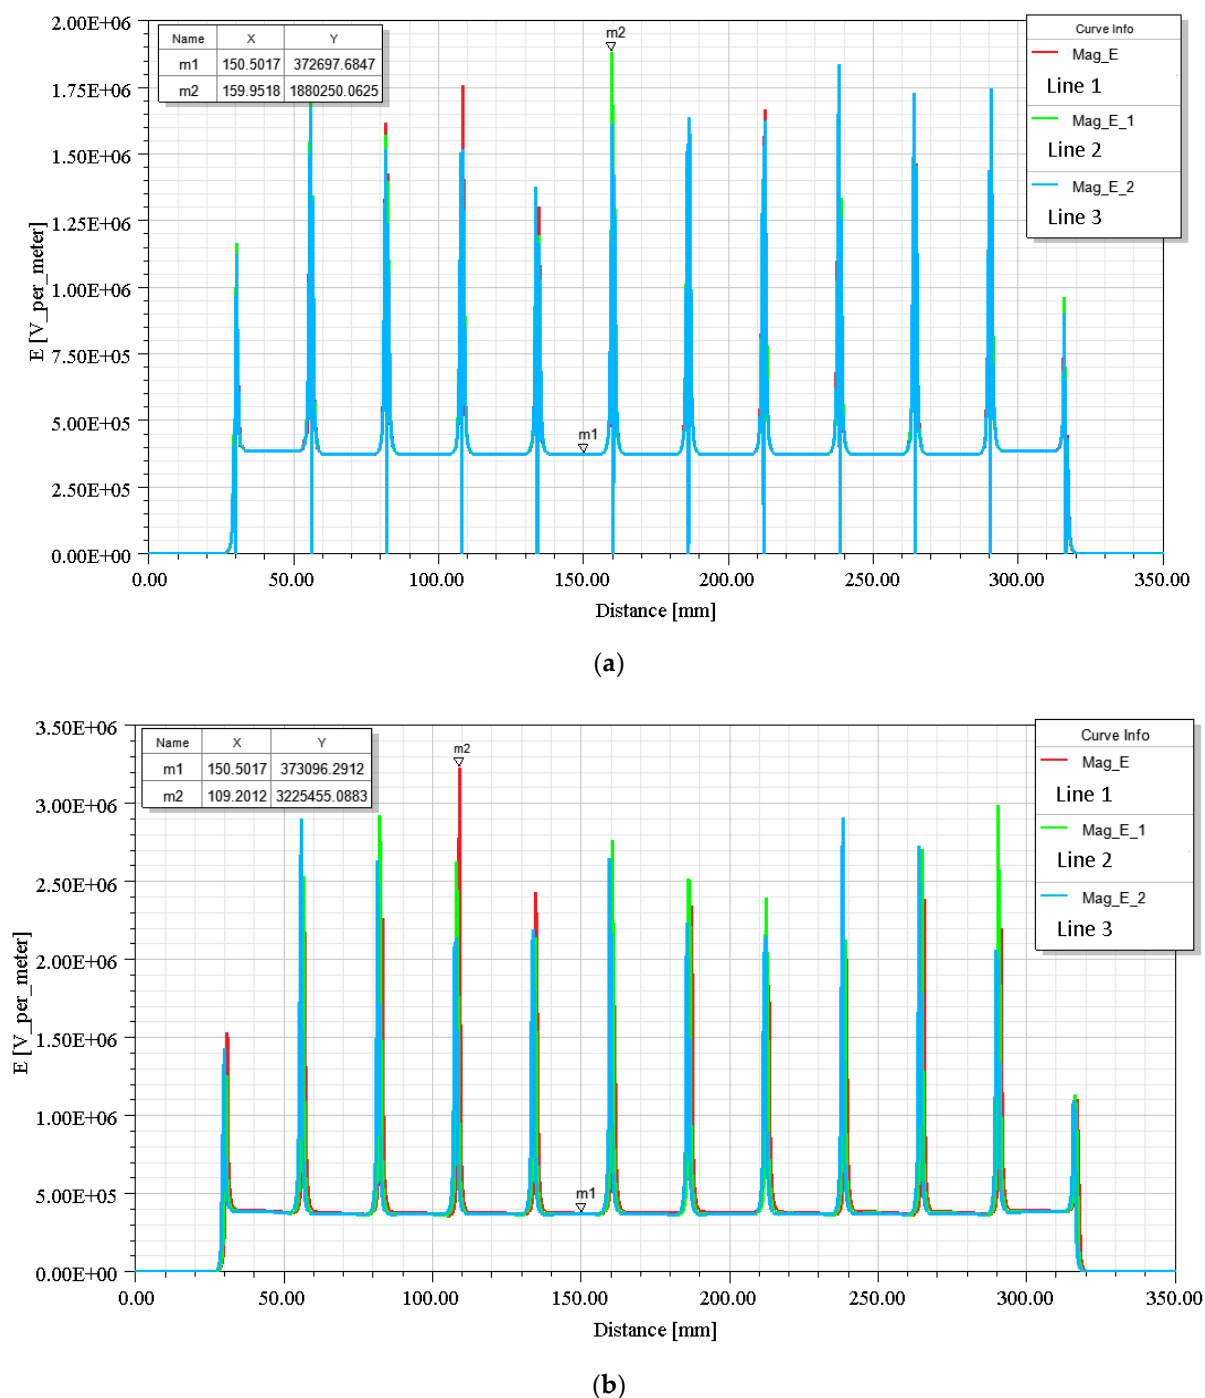 2.00E+06
1.75E+06
1.50E+06
1.25E+06
1.00E+06
7.50E+05
5.00E+05
2.50E+05
0.00E+00
E [V_per_meter]
Name X Y
m1 150.5017 372697.6847
m2 159.9518 1880250.0625
m2
m1
Curve Info
Mag_E
Line 1
Mag_E_1
Line 2
Mag_E_2
Line 3
0.00 50.00 100.00 150.00 200.00 250.00 300.00 350.00
Distance [mm]
(a)
3.50E+06
3.00E+06
2.50E+06
2.00E+06
1.50E+06
1.00E+06
5.00E+05
0.00E+00
E [V_per_meter]
Name X Y
m1 150.5017 373096.2912
m2 109.2012 3225455.0883
m2
m1
Curve Info
Mag_E
Line 1
Mag_E_1
Line 2
Mag_E_2
Line 3
0.00 50.00 100.00 150.00 200.00 250.00 300.00 350.00
Distance [mm]
(b)